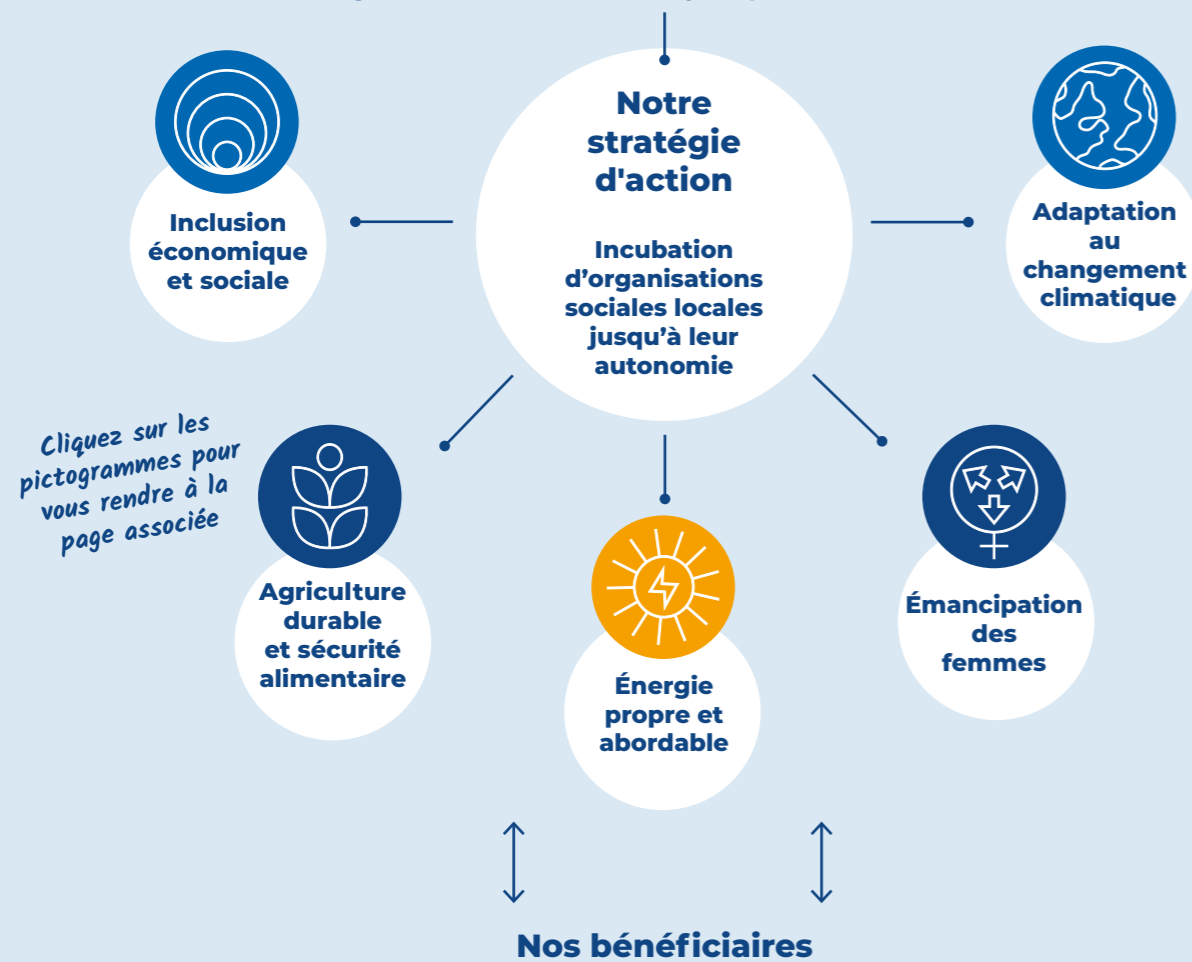 Notre
stratégie
d'action
Incubation
d’organisations
sociales locales
jusqu’à leur
autonomie
Inclusion
économique
et sociale
Adaptation
au
changement
climatique
Cliquez sur les
pictogrammes pour
vous rendre à la
page associée
Agriculture
durable
et sécurité
alimentaire
Énergie
propre et
abordable
Émancipation
des
femmes
Nos bénéficiaires